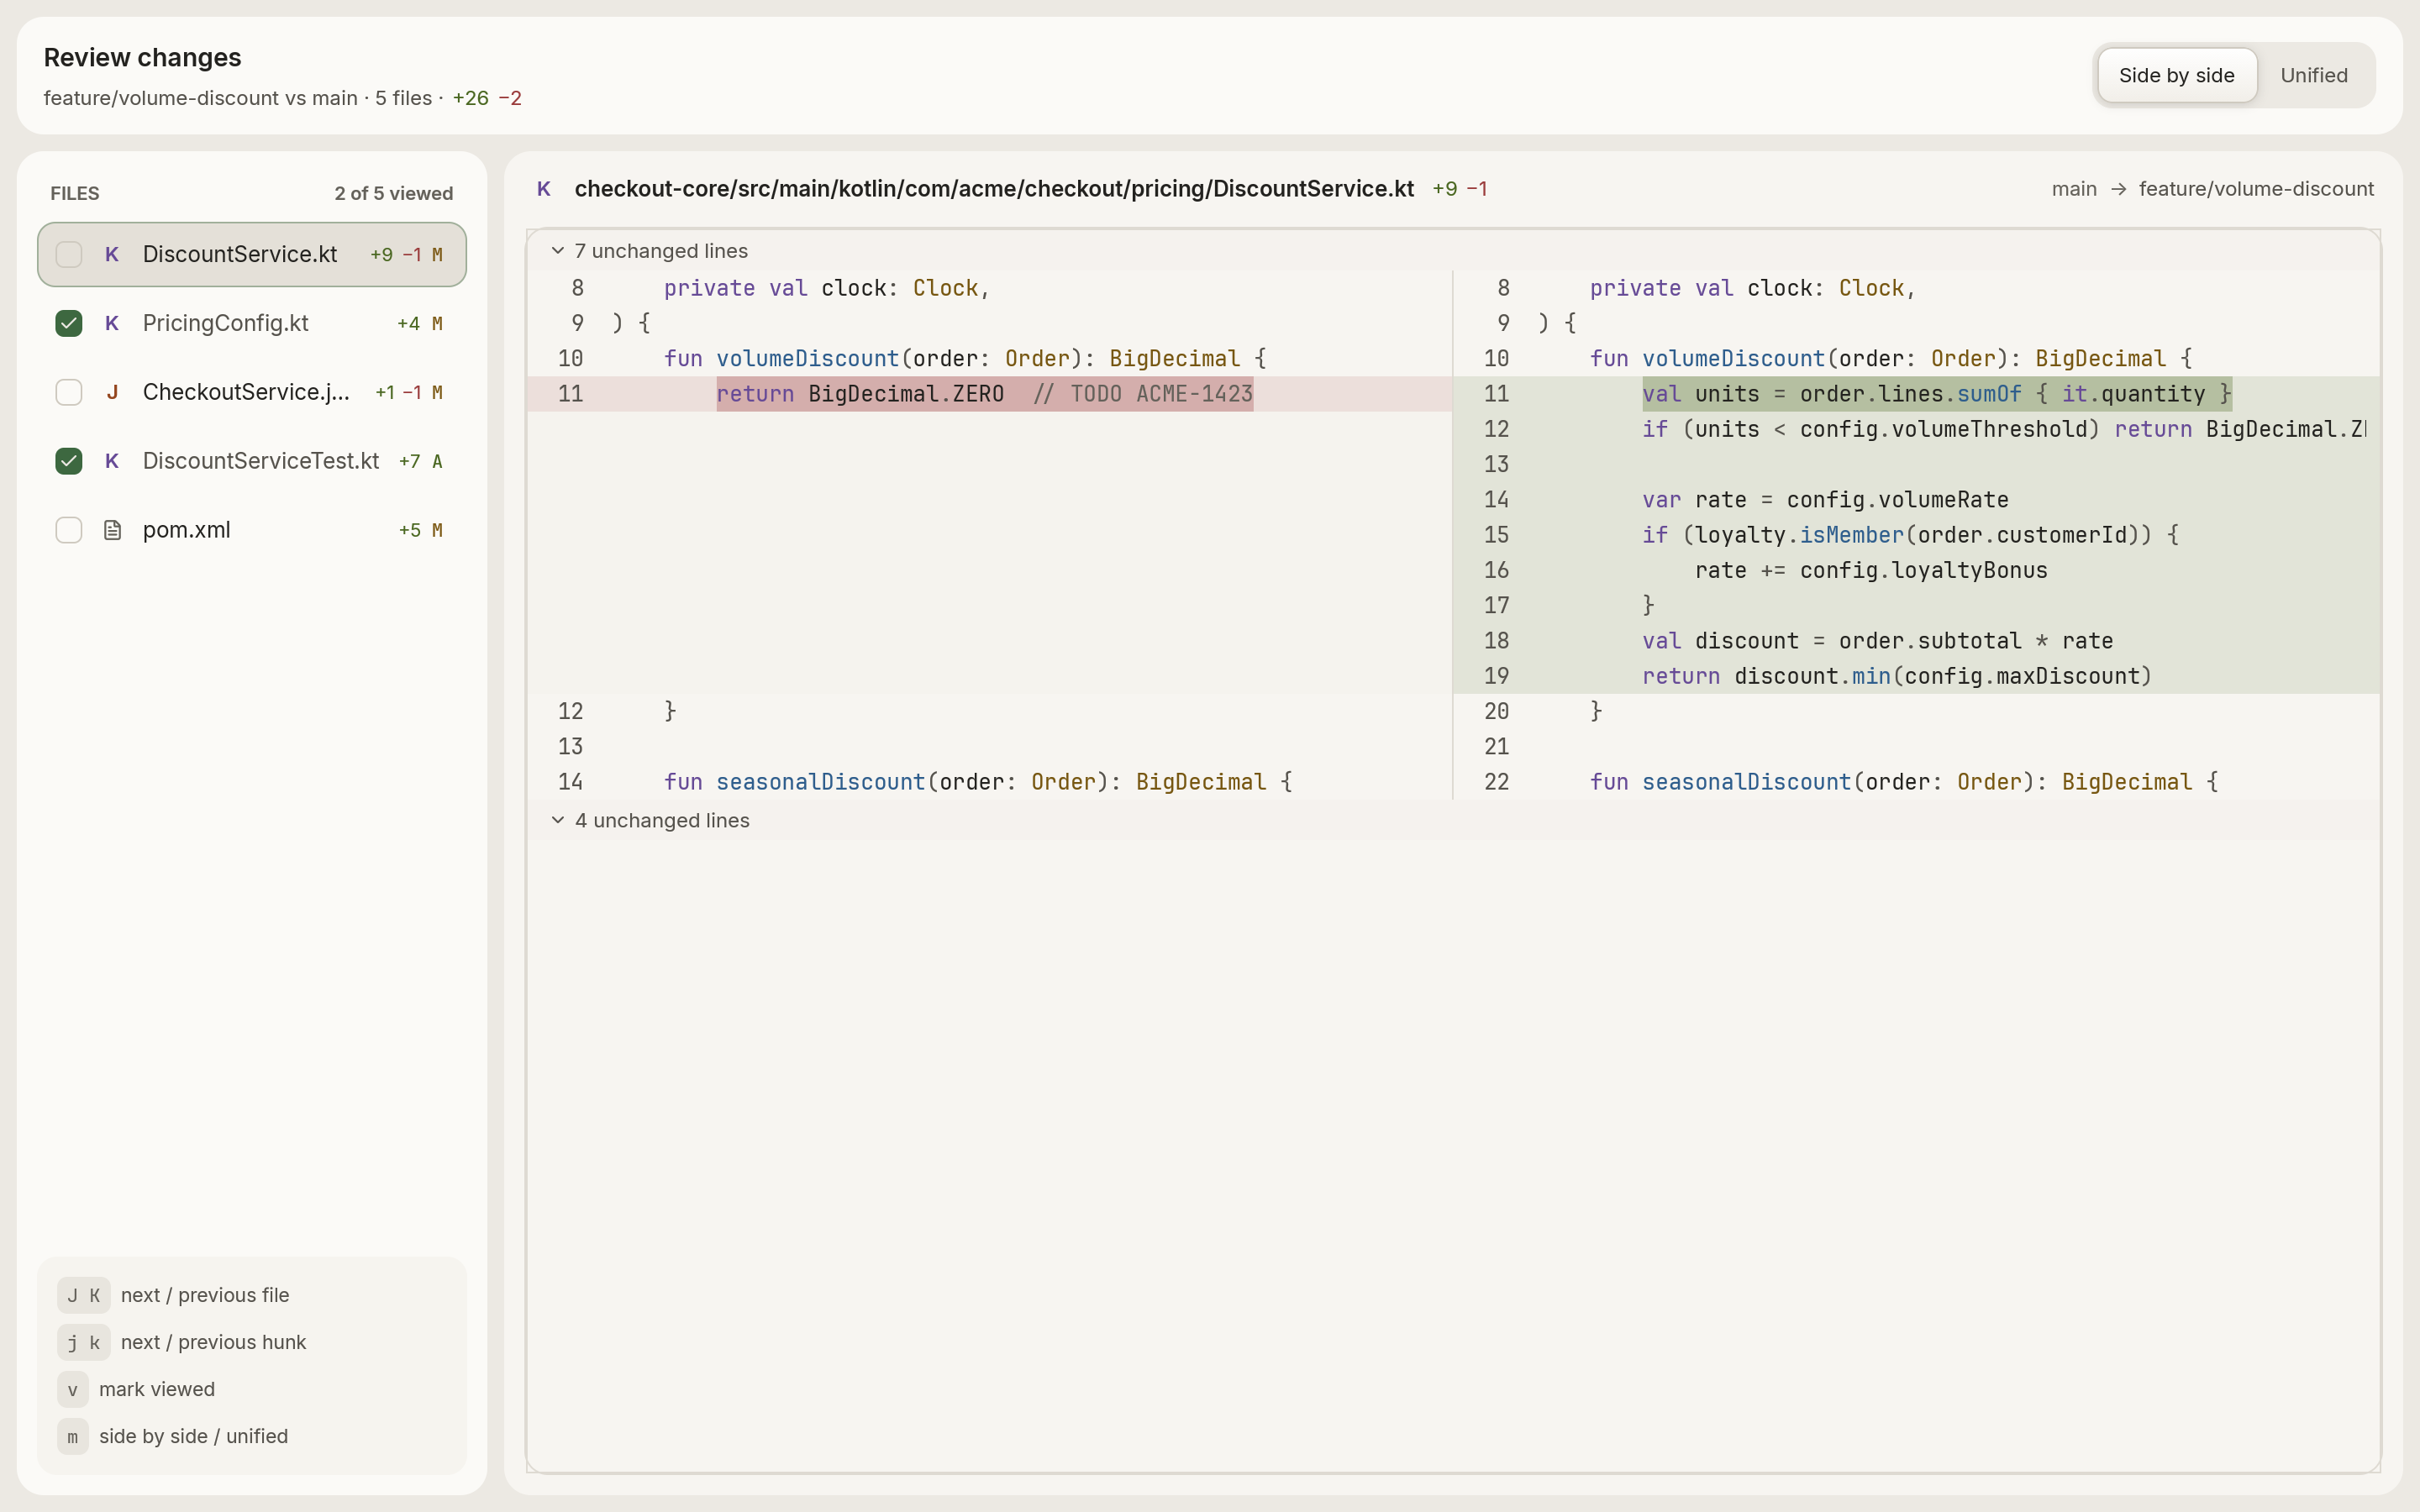 Review changes
feature/volume-discount vs main · 5 files · +26 −2
Side by side
Unified
FILES
2 of 5 viewed
K DiscountService.kt +9 −1 M
K PricingConfig.kt +4 M
J CheckoutService.j... +1 −1 M
K DiscountServiceTest.kt +7 A
pom.xml +5 M
J K next / previous file
j k next / previous hunk
v mark viewed
m side by side / unified
K checkout-core/src/main/kotlin/com/acme/checkout/pricing/DiscountService.kt +9 −1
main → feature/volume-discount
7 unchanged lines
8 private val clock: Clock,
9 ) {
10 fun volumeDiscount(order: Order): BigDecimal {
11 return BigDecimal.ZERO // TODO ACME-1423
12 }
13
14 fun seasonalDiscount(order: Order): BigDecimal {
8 private val clock: Clock,
9 ) {
10 fun volumeDiscount(order: Order): BigDecimal {
11 val units = order.lines.sumOf { it.quantity }
12 if (units < config.volumeThreshold) return BigDecimal.Z
13
14 var rate = config.volumeRate
15 if (loyalty.isMember(order.customerId)) {
16 rate += config.loyaltyBonus
17 }
18 val discount = order.subtotal * rate
19 return discount.min(config.maxDiscount)
20 }
21
22 fun seasonalDiscount(order: Order): BigDecimal {
4 unchanged lines